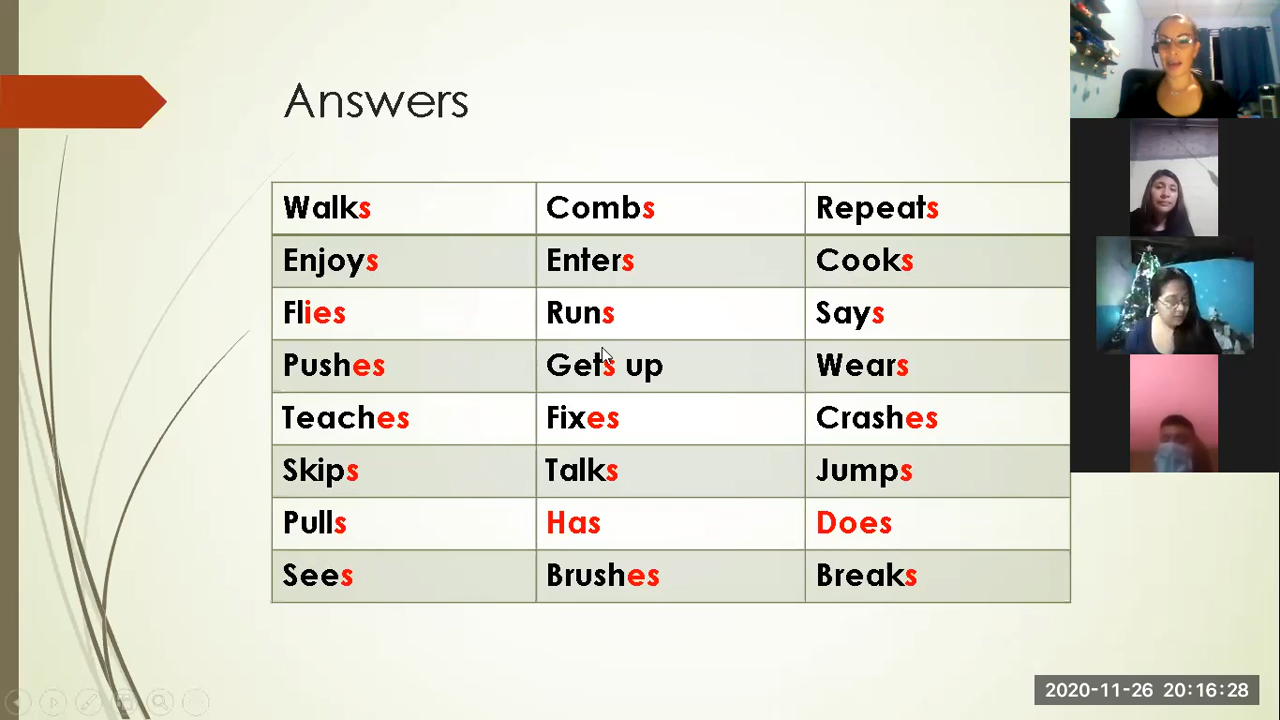 Answers
Walks Combs Repeats
Enjoys Enters Cooks
Flies Runs Says
Pushes Gets up Wears
Teaches Fixes Crashes
Skips Talks Jumps
Pulls Has Does
Sees Brushes Breaks
2020-11-26 20:16:28